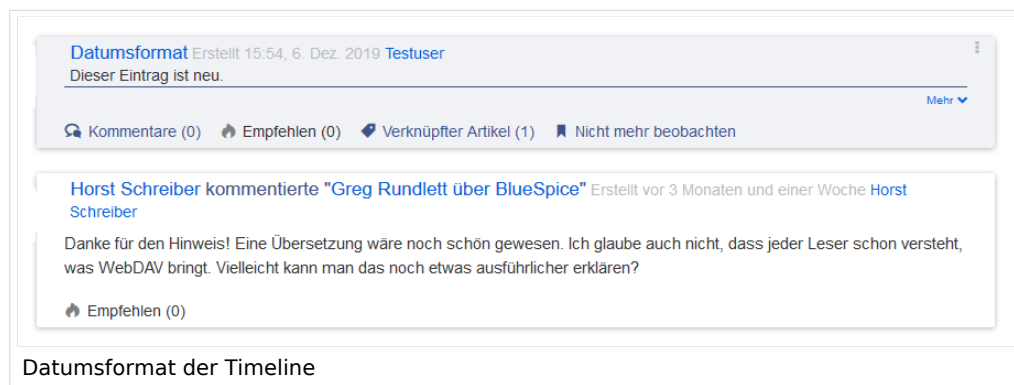 Datumsformat Erstellt 15:54, 6. Dez. 2019 Testuser
Dieser Eintrag ist neu.
Mehr
Kommentare (0) Empfehlen (0) Verknüpfter Artikel (1) Nicht mehr beobachten
Horst Schreiber kommentierte "Greg Rundlett über BlueSpice" Erstellt vor 3 Monaten und einer Woche Horst
Schreiber
Danke für den Hinweis! Eine Übersetzung wäre noch schön gewesen. Ich glaube auch nicht, dass jeder Leser schon versteht,
was WebDAV bringt. Vielleicht kann man das noch etwas ausführlicher erklären?
Empfehlen (0)
Datumsformat der Timeline